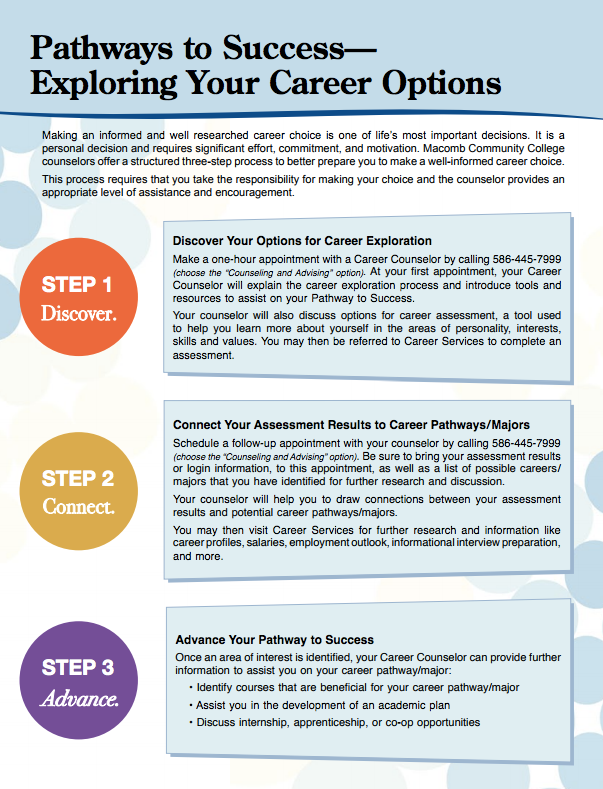 Pathways to Success—
Exploring Your Career Options
Making an informed and well researched career choice is one of life's most important decisions. It is a
personal decision and requires significant effort, commitment, and motivation. Macomb Community College
counselors offer a structured three-step process to better prepare you to make a well-informed career choice.
This process requires that you take the responsibility for making your choice and the counselor provides an
appropriate level of assistance and encouragement.
STEP 1
Discover.
Discover Your Options for Career Exploration
Make a one-hour appointment with a Career Counselor by calling 586-445-7999
(choose the "Counseling and Advising" option). At your first appointment, your Career
Counselor will explain the career exploration process and introduce tools and
resources to assist on your Pathway to Success.
Your counselor will also discuss options for career assessment, a tool used
to help you learn more about yourself in the areas of personality, interests,
skills and values. You may then be referred to Career Services to complete an
assessment.
STEP 2
Connect.
Connect Your Assessment Results to Career Pathways/Majors
Schedule a follow-up appointment with your counselor by calling 586-445-7999
(choose the "Counseling and Advising" option). Be sure to bring your assessment results
or login information, to this appointment, as well as a list of possible careers/
majors that you have identified for further research and discussion.
Your counselor will help you to draw connections between your assessment
results and potential career pathways/majors.
You may then visit Career Services for further research and information like
career profiles, salaries, employment outlook, informational interview preparation,
and more.
STEP 3
Advance.
Advance Your Pathway to Success
Once an area of interest is identified, your Career Counselor can provide further
information to assist you on your career pathway/major:
• Identify courses that are beneficial for your career pathway/major
• Assist you in the development of an academic plan
• Discuss internship, apprenticeship, or co-op opportunities